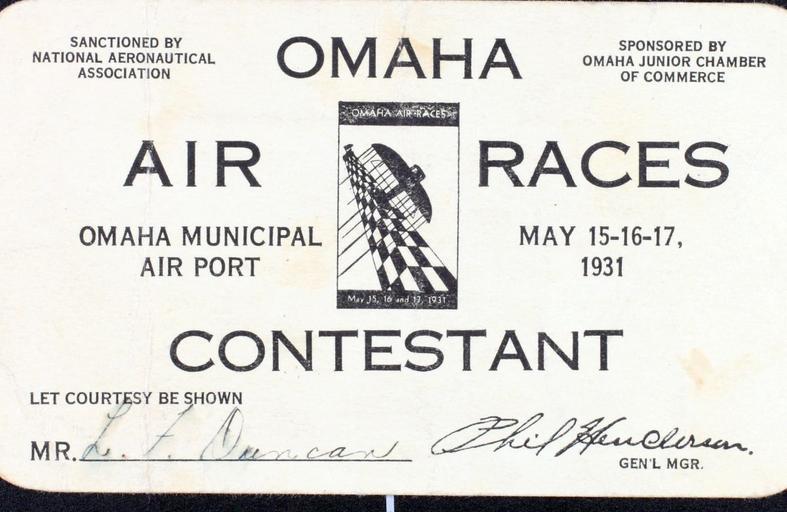 SANCTIONED BY
NATIONAL AERONAUTICAL
ASSOCIATION
OMAHA
SPONSORED BY
OMAHA JUNIOR CHAMBER
OF COMMERCE
OMAHA AIR RACES
AIR RACES
OMAHA MUNICIPAL
AIR PORT
MAY 15-16-17,
1931
May 15, 16 and 17, 1931
CONTESTANT
LET COURTESY BE SHOWN
MR. L. F. Duncan
Phil Henderson.
GEN'L MGR.